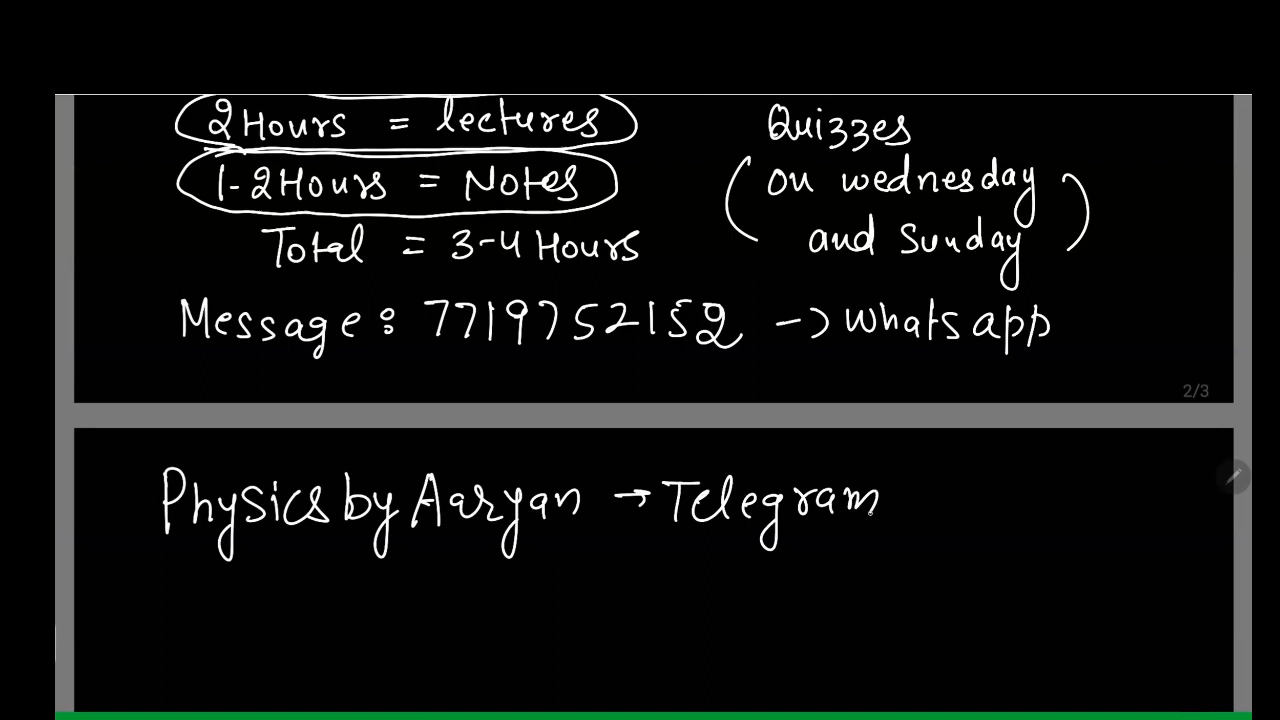 2 Hours = lectures
1-2 Hours = Notes
Total = 3-4 Hours
Quizzes
(on wednesday
and Sunday)
Message: 7719752152 -> whatsapp
2/3
Physics by Aaryan → Telegram